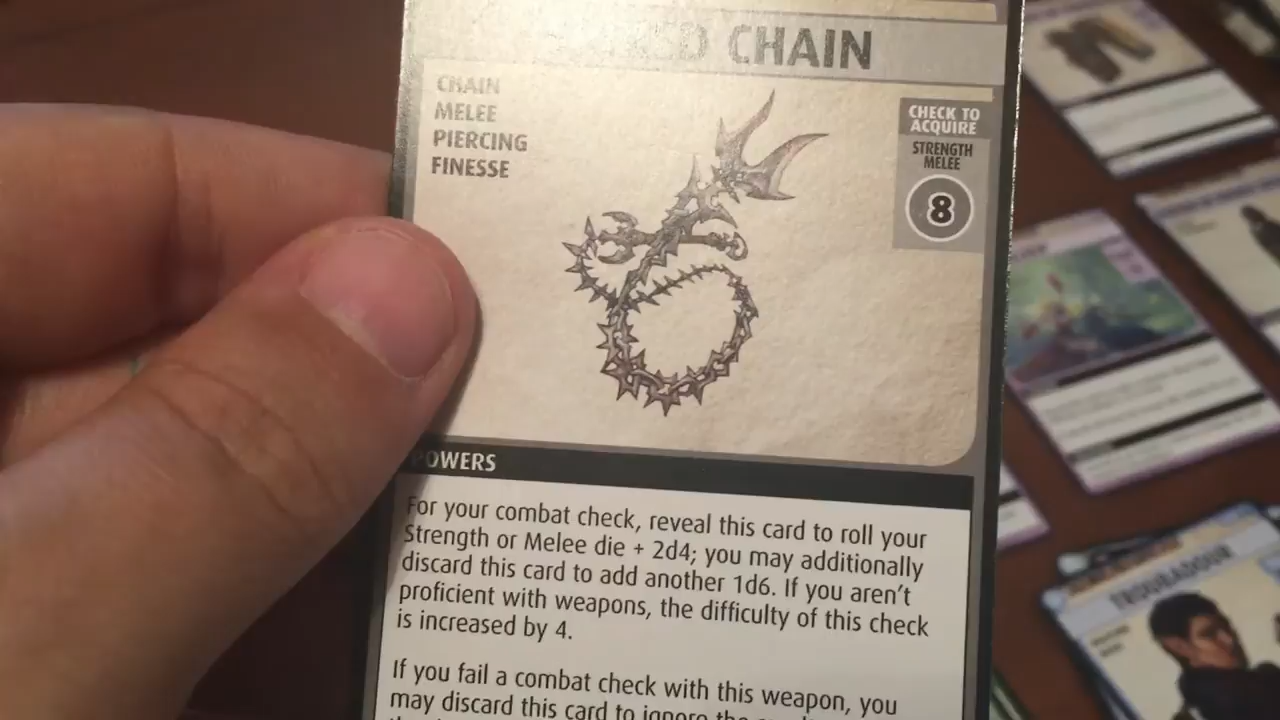 CHAIN
CHAIN
MELEE
PIERCING
FINESSE
CHECK TO
ACQUIRE
STRENGTH
MELEE
8
POWERS
For your combat check, reveal this card to roll your
Strength or Melee die + 2d4; you may additionally
discard this card to add another 1d6. If you aren't
proficient with weapons, the difficulty of this check
is increased by 4.
If you fail a combat check with this weapon, you
may discard this card to ignore the
TROUBADOUR